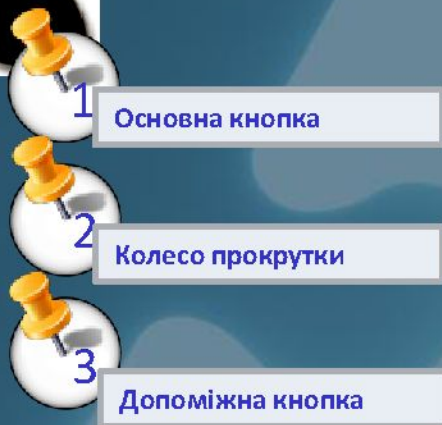 1
Основна кнопка
2
Колесо прокрутки
3
Допоміжна кнопка